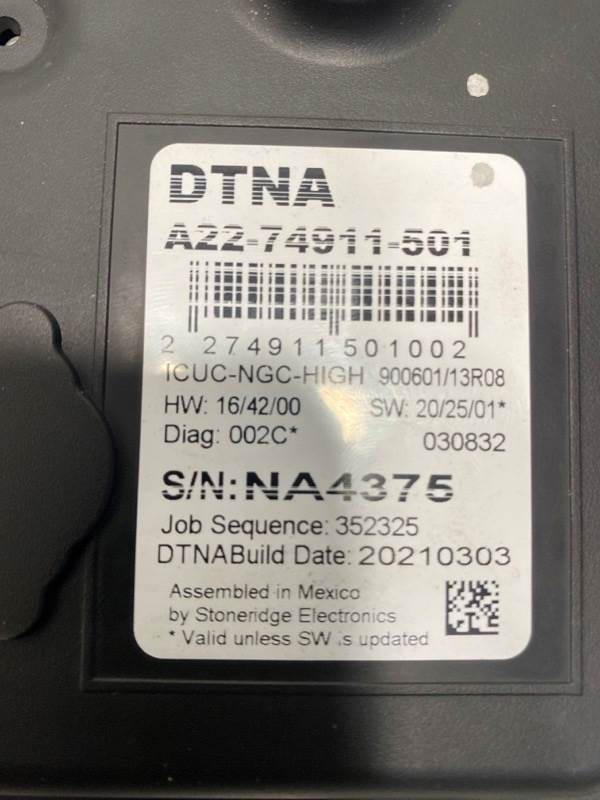 DTNA
A22-74911-501
2 274911 501002
ICUC-NGC-HIGH 900601/13R08
HW: 16/42/00 SW: 20/25/01*
Diag: 002C* 030832
S/N: NA4375
Job Sequence: 352325
DTNABuild Date: 20210303
Assembled in Mexico
by Stoneridge Electronics
* Valid unless SW is updated